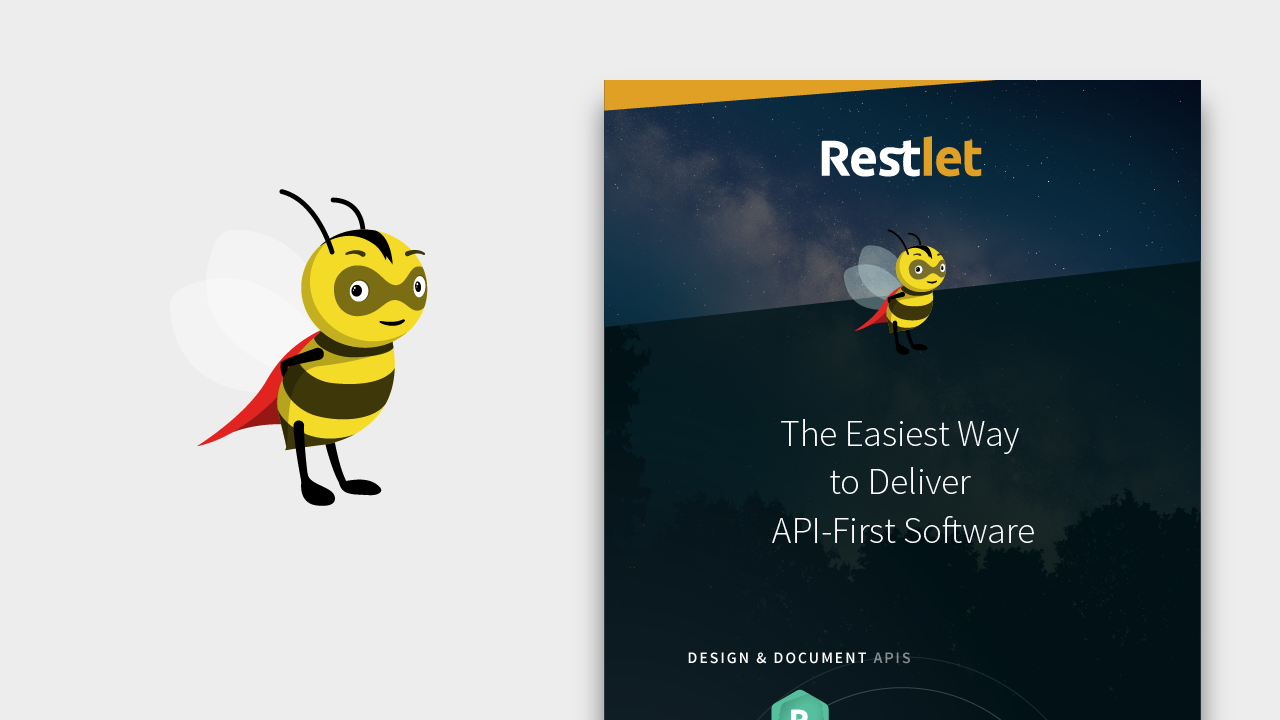 Restlet
The Easiest Way
to Deliver
API-First Software
DESIGN & DOCUMENT APIS
R